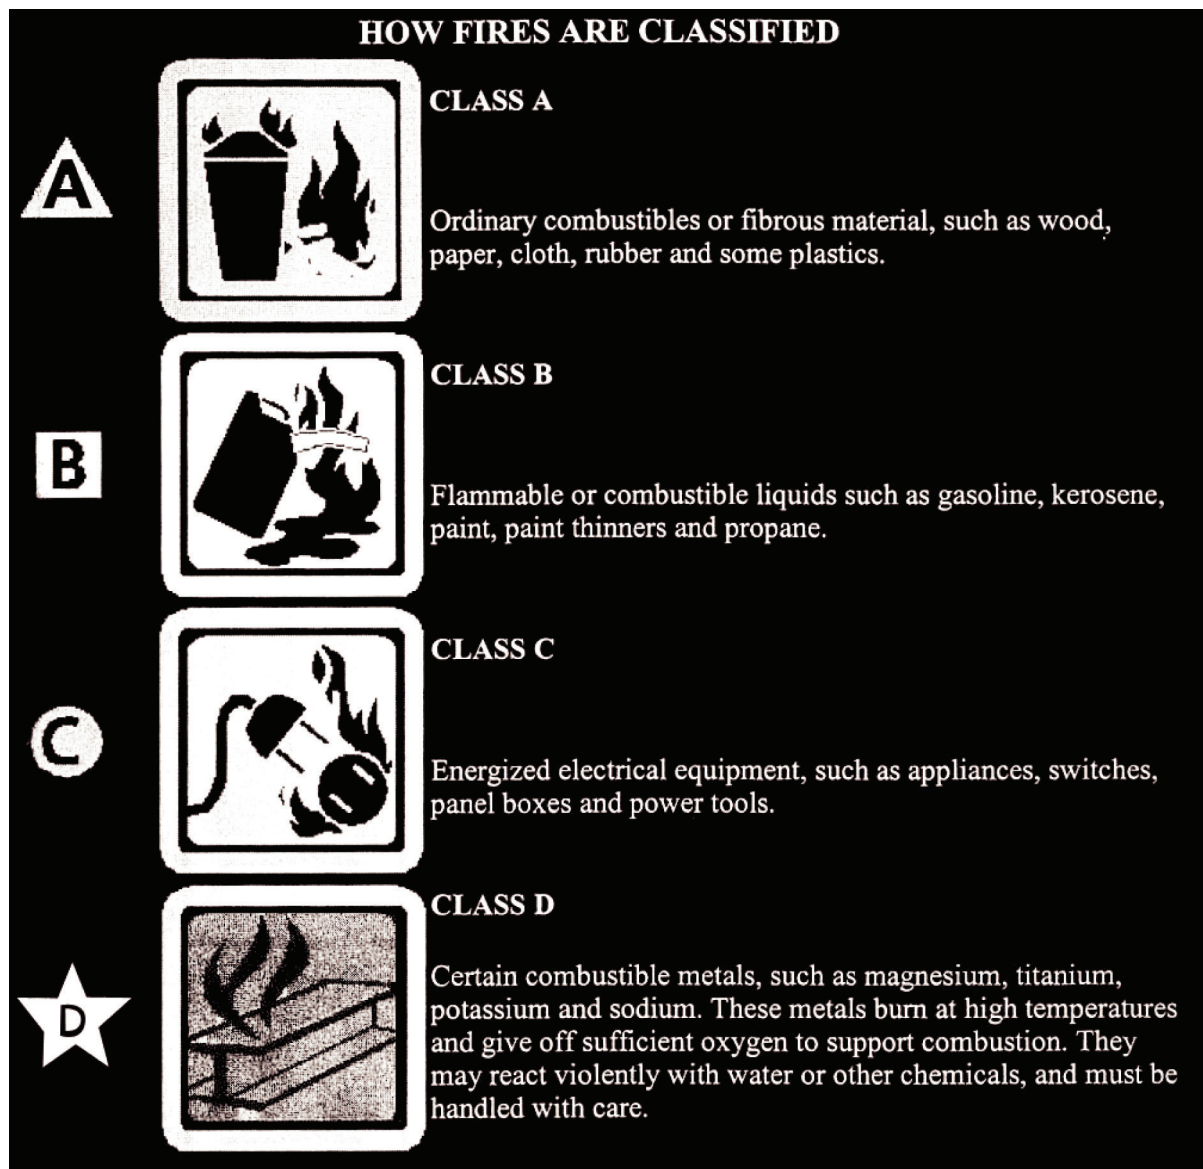 HOW FIRES ARE CLASSIFIED
A
CLASS A
Ordinary combustibles or fibrous material, such as wood,
paper, cloth, rubber and some plastics.
B
CLASS B
Flammable or combustible liquids such as gasoline, kerosene,
paint, paint thinners and propane.
C
CLASS C
Energized electrical equipment, such as appliances, switches,
panel boxes and power tools.
D
CLASS D
Certain combustible metals, such as magnesium, titanium,
potassium and sodium. These metals burn at high temperatures
and give off sufficient oxygen to support combustion. They
may react violently with water or other chemicals, and must be
handled with care.